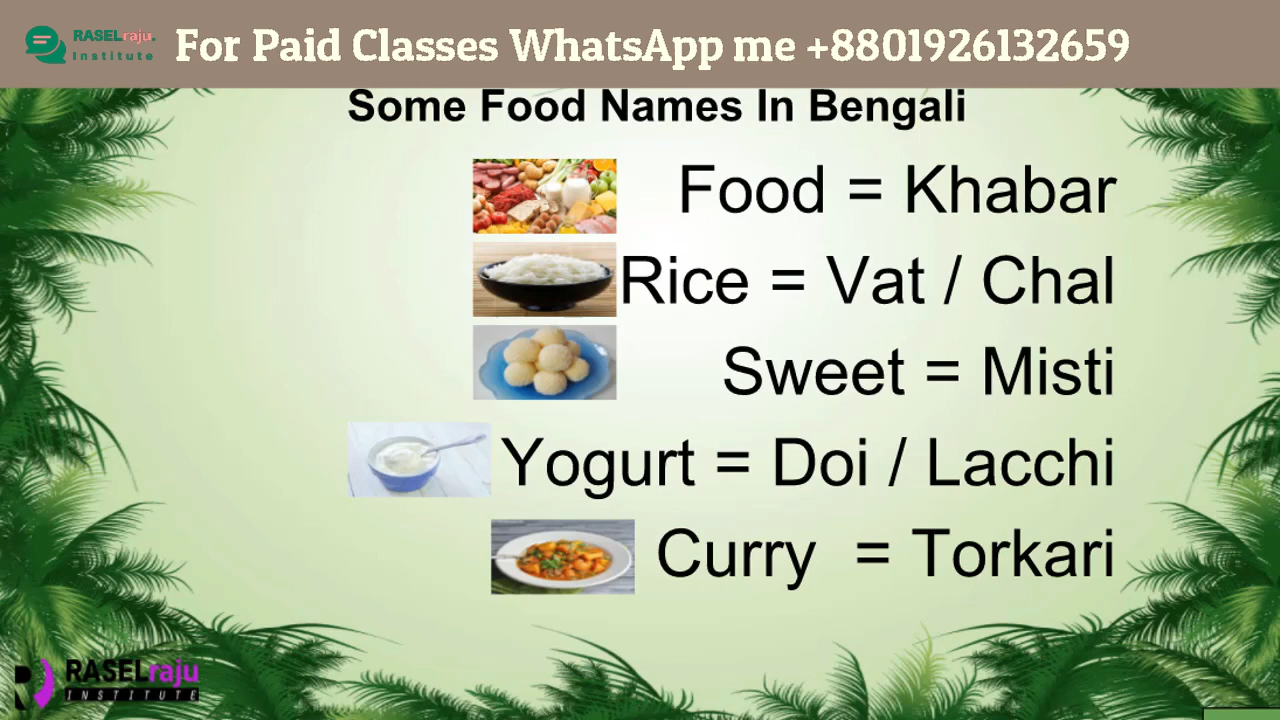 RASELraju.
Institute
For Paid Classes WhatsApp me +8801926132659
Some Food Names In Bengali
Food = Khabar
Rice = Vat / Chal
Sweet = Misti
Yogurt = Doi / Lacchi
Curry = Torkari
RASELraju
INSTITUTE